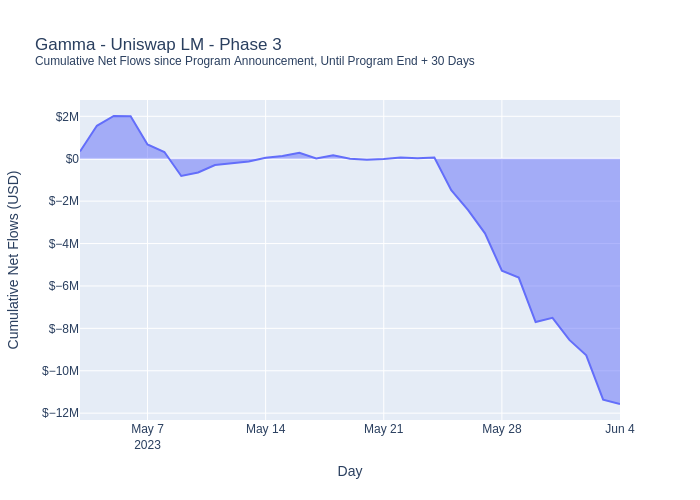 Gamma - Uniswap LM - Phase 3
Cumulative Net Flows since Program Announcement, Until Program End + 30 Days
Cumulative Net Flows (USD)
$2M
$0
$−2M
$−4M
$−6M
$−8M
$−10M
$−12M
May 7
2023
May 14
May 21
May 28
Jun 4
Day